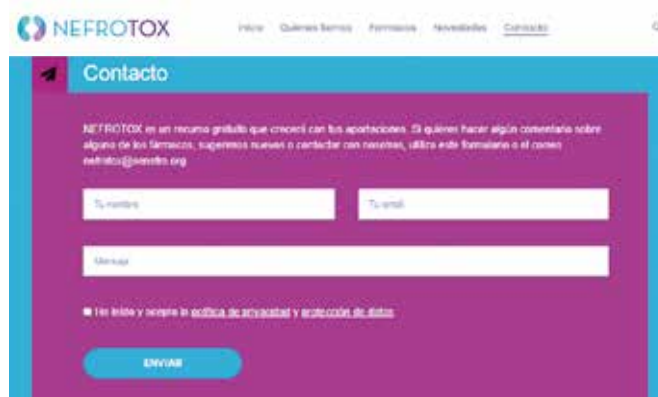 NEFROTOX
Inicio Quiénes Somos Fármacos Novedades Contacto
Contacto
NEFROTOX es un recurso gratuito que crecerá con tus aportaciones. Si quieres hacer algún comentario sobre
alguno de los fármacos, sugerirnos nuevos o contactar con nosotros, utiliza este formulario o el correo
nefrotox@senefro.org
Tu nombre Tu email
Mensaje
He leído y acepto la política de privacidad y protección de datos.
ENVIAR